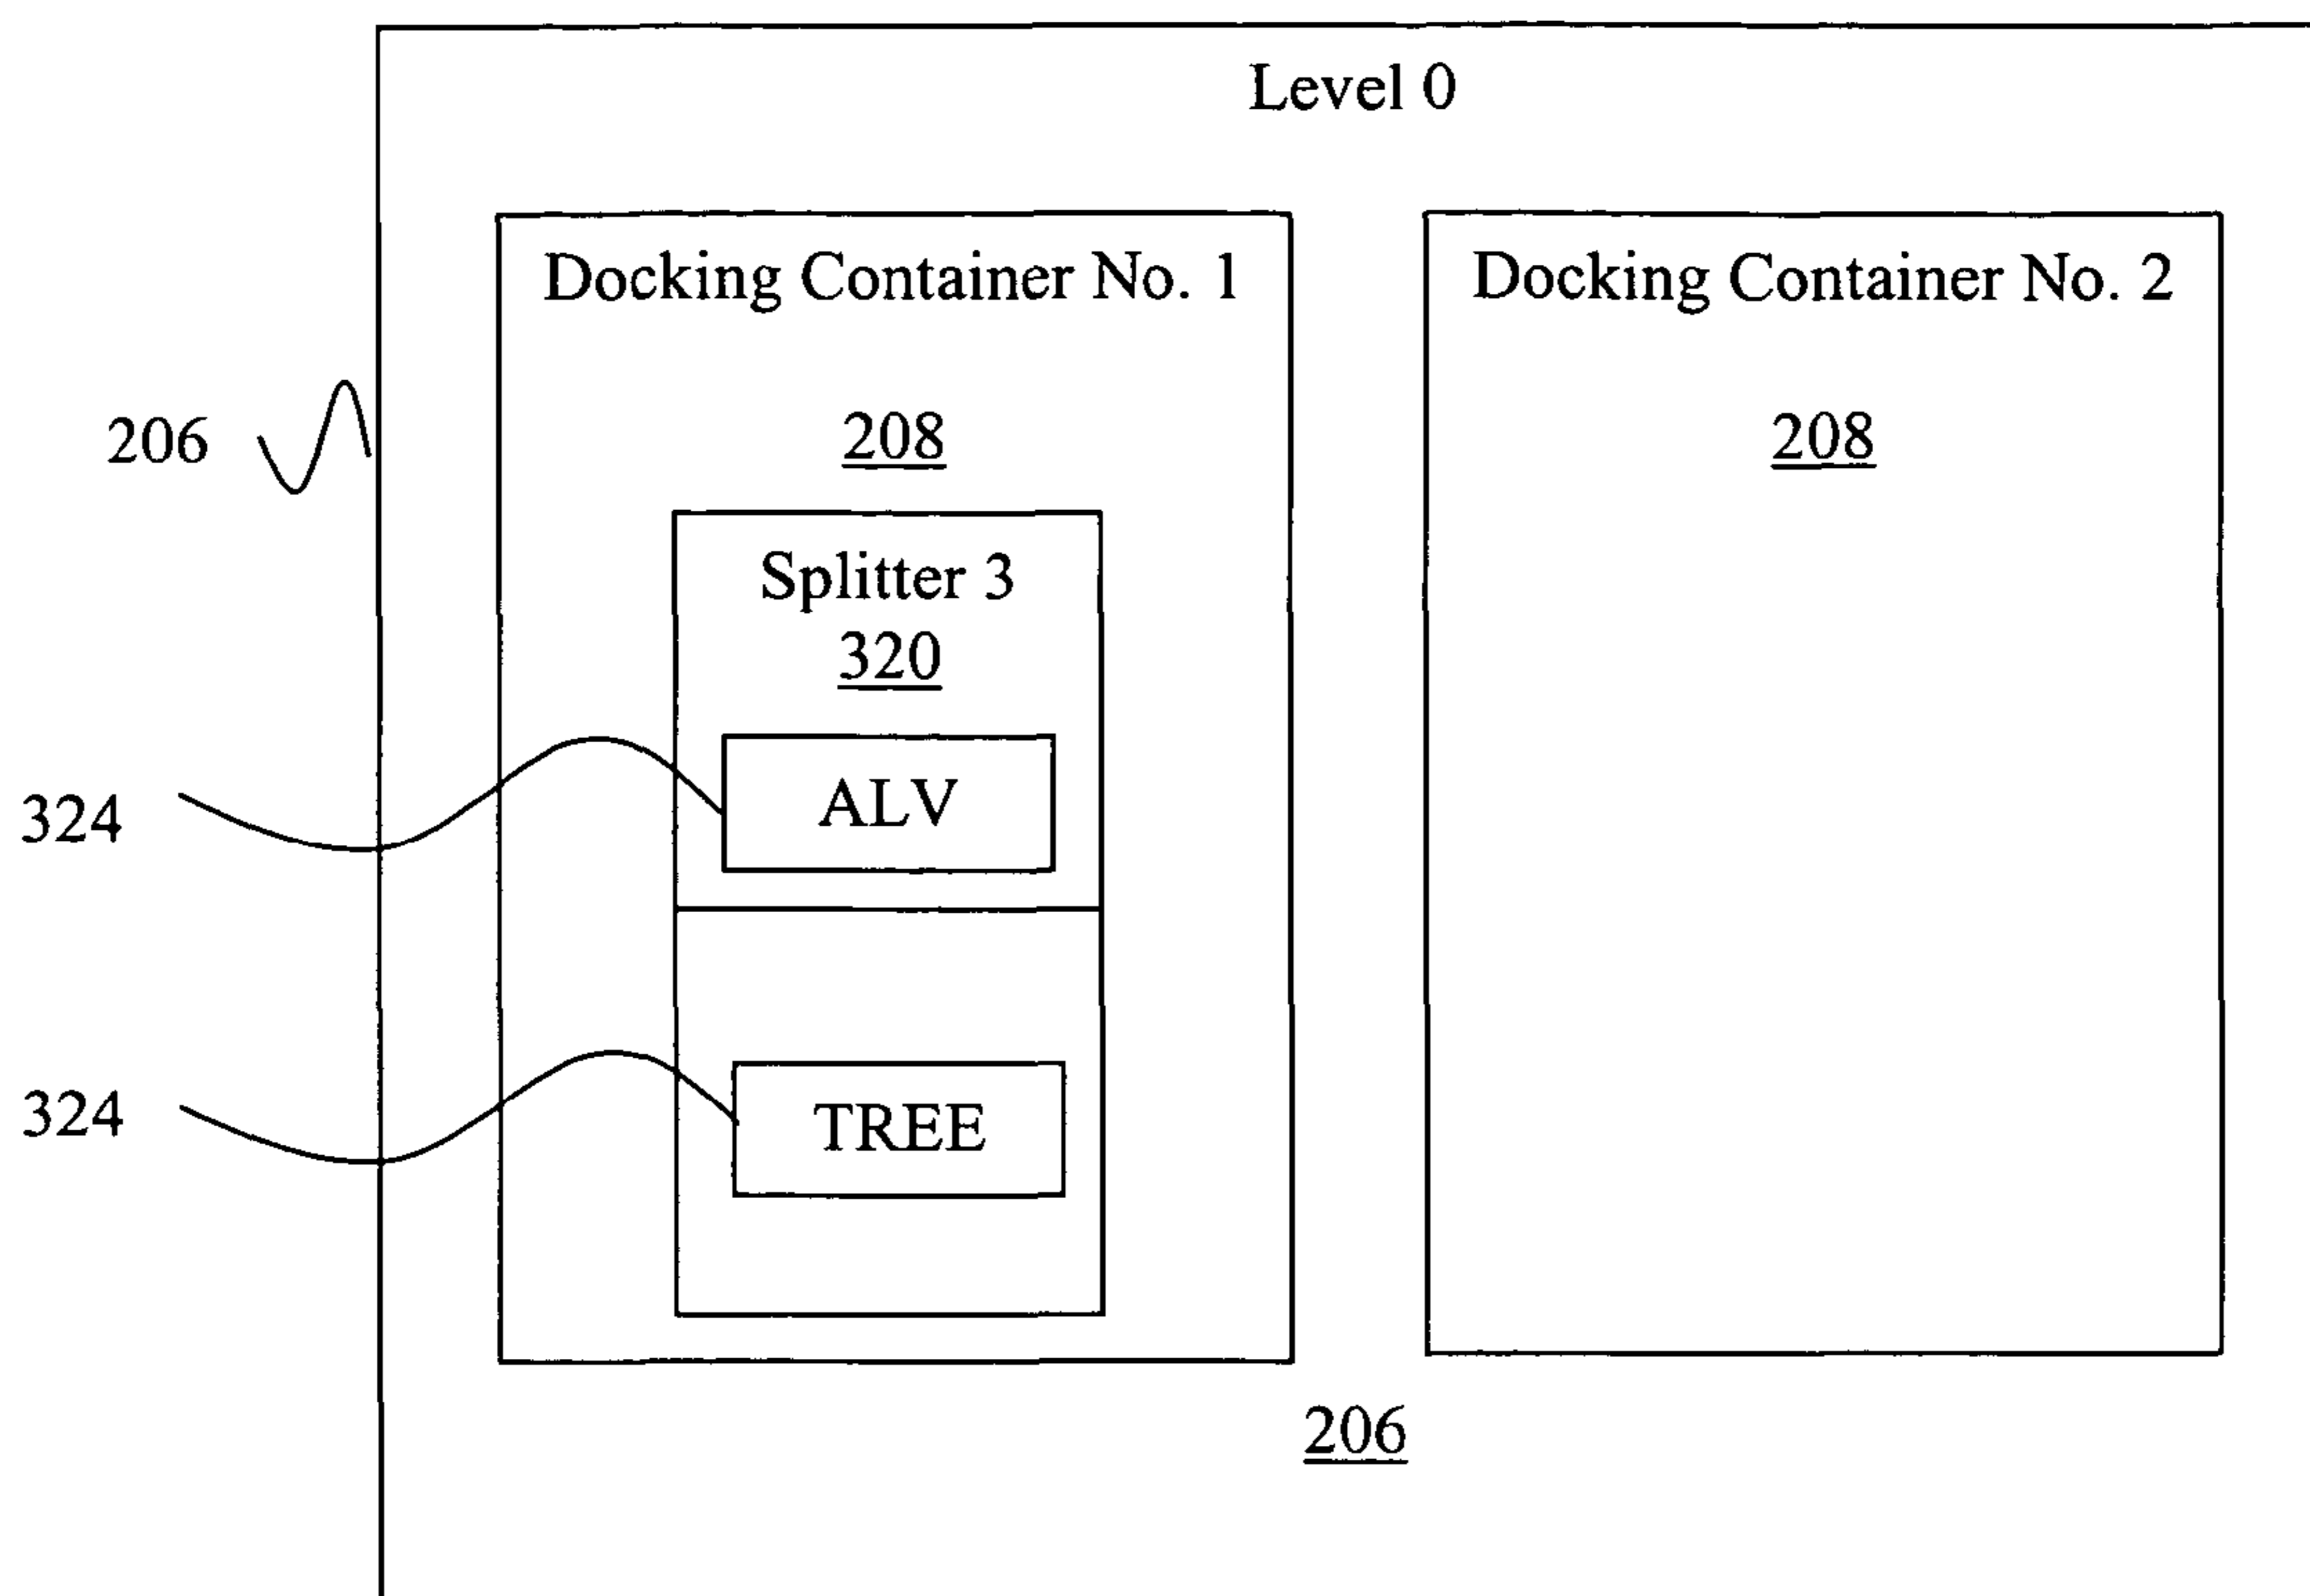 Level 0
Docking Container No. 1
Docking Container No. 2
206
208
208
Splitter 3
320
324
ALV
324
TREE
206